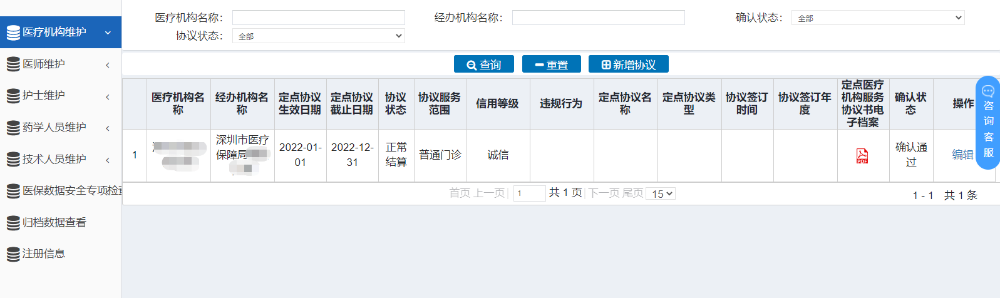 医疗机构维护
医师维护
护士维护
药学人员维护
技术人员维护
医保数据安全专项检
归档数据查看
注册信息
医疗机构名称:
经办机构名称:
确认状态: 全部
协议状态: 全部
查询
重置
新增协议
医疗机构名
称
经办机构名
称
定点协议
生效日期
定点协议
截止日期
协议
状态
协议服务
范围
信用等级
违规行为
定点协议名
称
定点协议类
型
协议签订
时间
协议签订年
度
定点医疗
机构服务
协议书电
子档案
确认状
态
操作
1
深圳市医疗
保障局
2022-01-
01
2022-12-
31
正常
结算
普通门诊
诚信
PDF
确认通
过
编辑
首页 上一页 | 1 共 1 页 | 下一页 尾页 15
1 - 1 共 1 条
咨
询
客
服